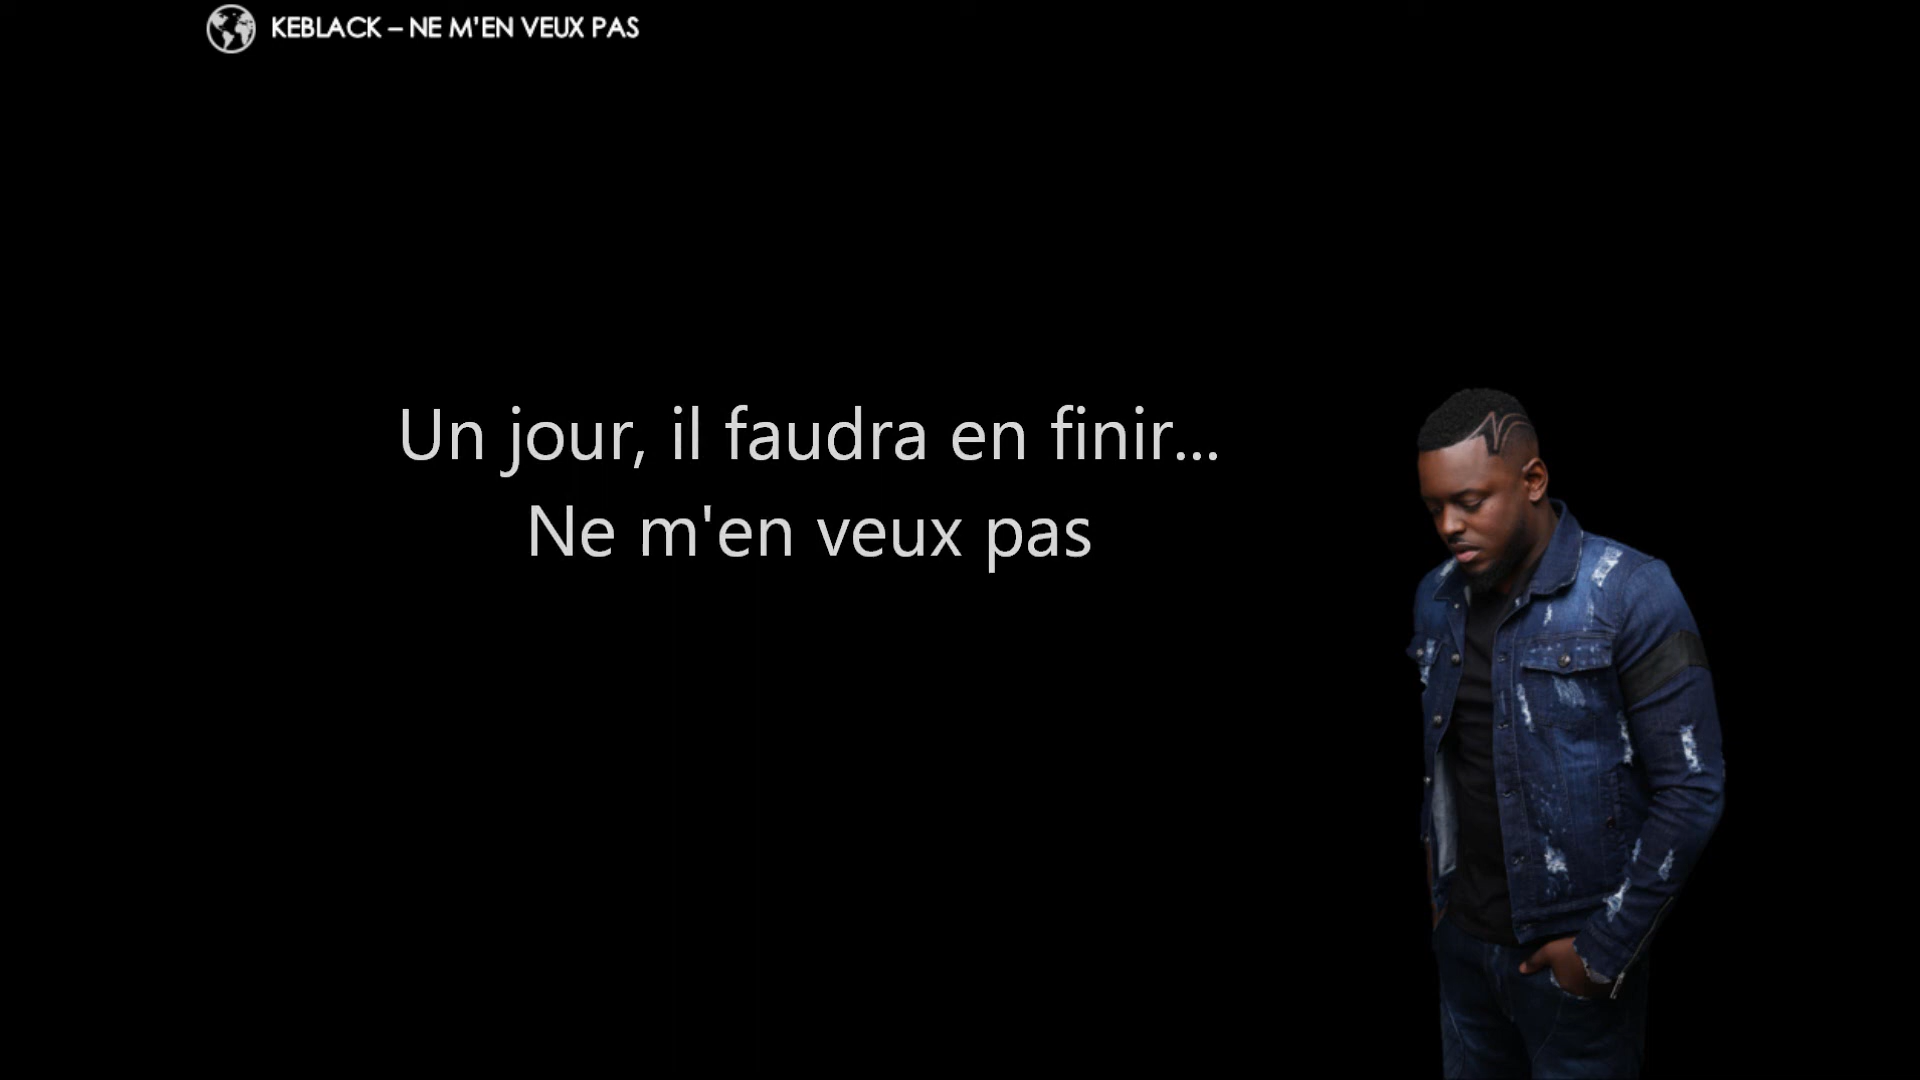 KEBLACK – NE M'EN VEUX PAS
Un jour, il faudra en finir...
Ne m'en veux pas